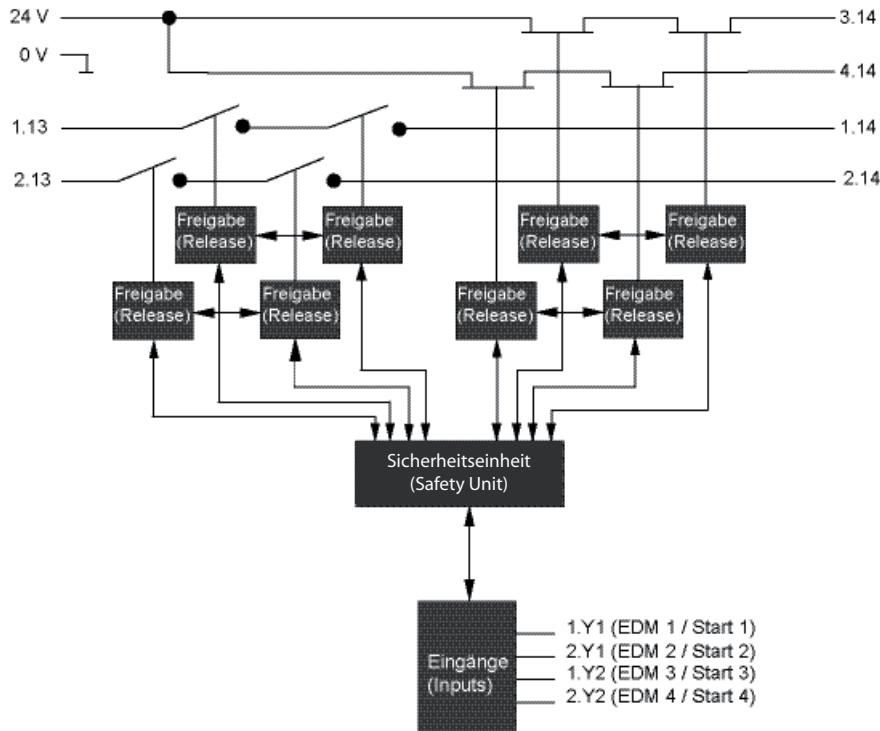 24 V
3.14
0 V
4.14
1.13
1.14
2.13
2.14
Freigabe
(Release)
Freigabe
(Release)
Freigabe
(Release)
Freigabe
(Release)
Freigabe
(Release)
Freigabe
(Release)
Freigabe
(Release)
Freigabe
(Release)
Sicherheitseinheit
(Safety Unit)
Eingänge
(Inputs)
1.Y1 (EDM 1 / Start 1)
2.Y1 (EDM 2 / Start 2)
1.Y2 (EDM 3 / Start 3)
2.Y2 (EDM 4 / Start 4)